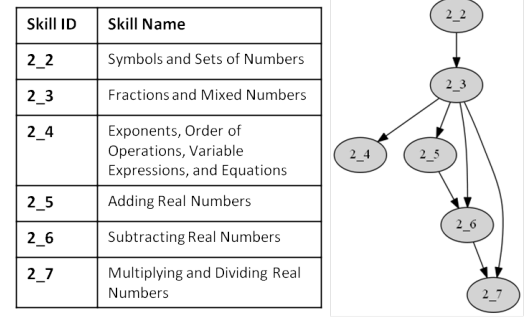 Skill ID Skill Name
2_2 Symbols and Sets of Numbers
2_3 Fractions and Mixed Numbers
2_4 Exponents, Order of
Operations, Variable
Expressions, and Equations
2_5 Adding Real Numbers
2_6 Subtracting Real Numbers
2_7 Multiplying and Dividing Real
Numbers
2_2
2_3
2_4 2_5
2_6
2_7